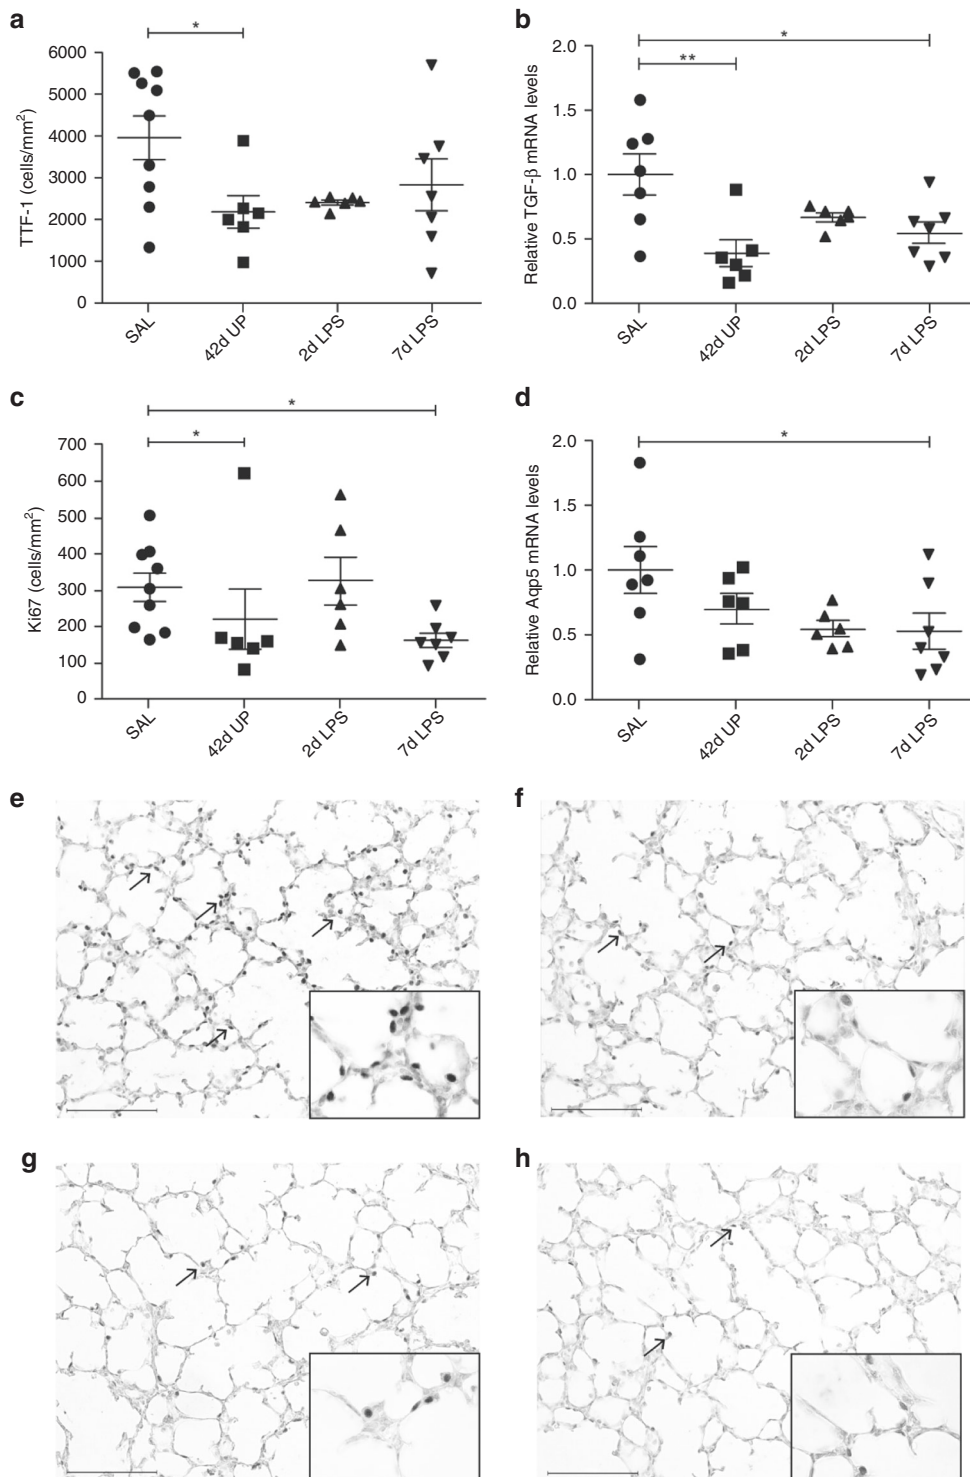 a
*
6000
5000
4000
3000
2000
1000
0
TTF-1 (cells/mm²)
SAL
42d UP
2d LPS
7d LPS
b
*
**
2.0
1.5
1.0
0.5
0.0
Relative TGF-β mRNA levels
SAL
42d UP
2d LPS
7d LPS
c
*
*
700
600
500
400
300
200
100
0
Ki67 (cells/mm²)
SAL
42d UP
2d LPS
7d LPS
d
*
2.0
1.5
1.0
0.5
0.0
Relative Aqp5 mRNA levels
SAL
42d UP
2d LPS
7d LPS
e
f
g
h